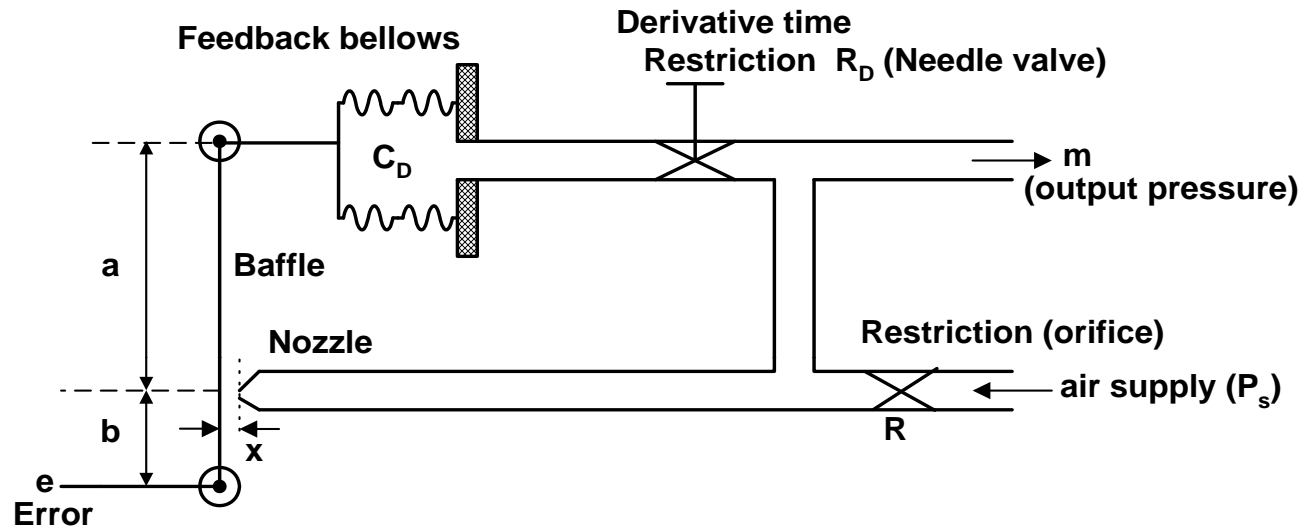 Derivative time
Feedback bellows
Restriction R_D (Needle valve)
C_D
m
(output pressure)
a
Baffle
Nozzle
Restriction (orifice)
air supply (P_s)
b
x
R
e
Error